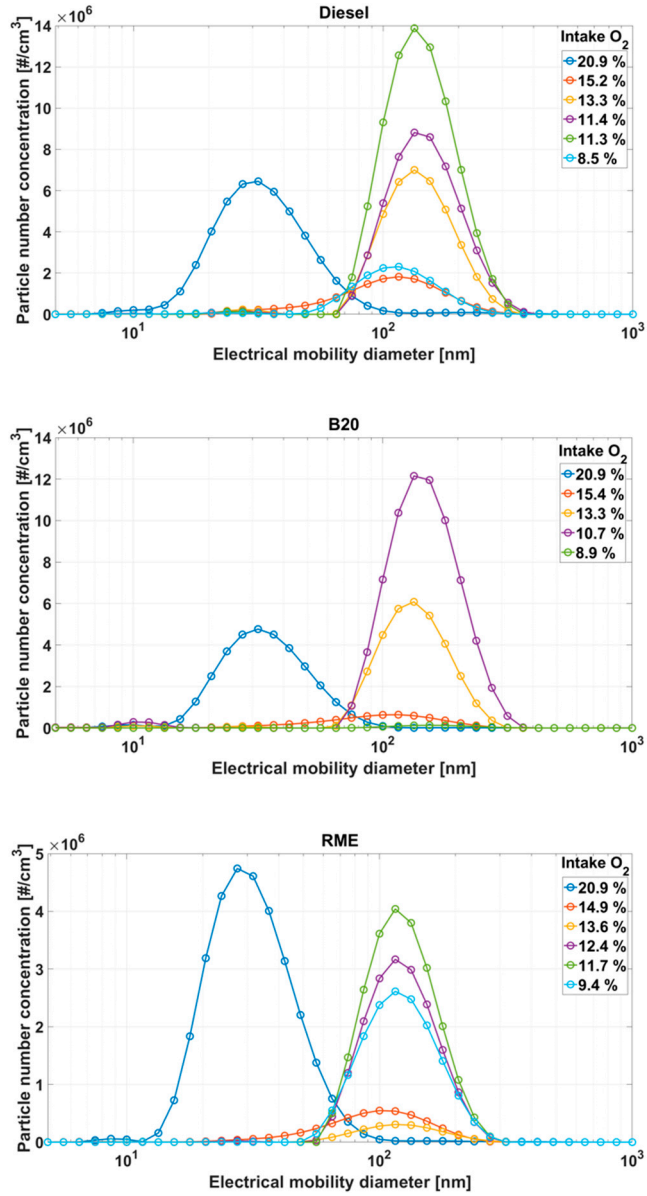 Diesel
×10⁶
Particle number concentration [#/cm³]
14
12
10
8
6
4
2
0
10¹ 10² 10³
Electrical mobility diameter [nm]
Intake O₂
20.9 %
15.2 %
13.3 %
11.4 %
11.3 %
8.5 %
B20
×10⁶
Particle number concentration [#/cm³]
14
12
10
8
6
4
2
0
10¹ 10² 10³
Electrical mobility diameter [nm]
Intake O₂
20.9 %
15.4 %
13.3 %
10.7 %
8.9 %
RME
×10⁶
Particle number concentration [#/cm³]
5
4
3
2
1
0
10¹ 10² 10³
Electrical mobility diameter [nm]
Intake O₂
20.9 %
14.9 %
13.6 %
12.4 %
11.7 %
9.4 %